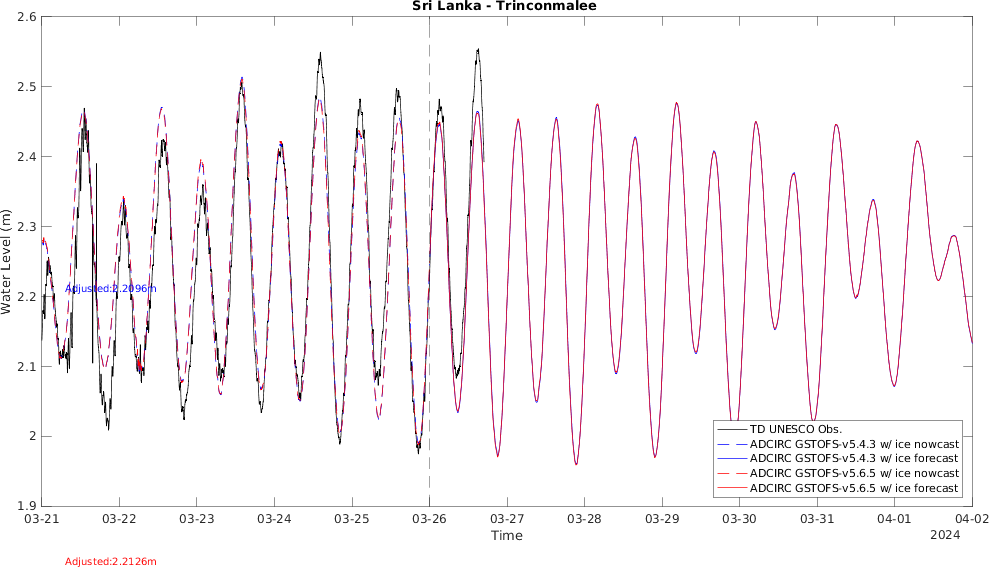 Sri Lanka - Trinconmalee
2.6
2.5
2.4
2.3
2.2
2.1
2
1.9
Water Level (m)
Adjusted:2.2096m
TD UNESCO Obs.
ADCIRC GSTOFS-v5.4.3 w/ ice nowcast
ADCIRC GSTOFS-v5.4.3 w/ ice forecast
ADCIRC GSTOFS-v5.6.5 w/ ice nowcast
ADCIRC GSTOFS-v5.6.5 w/ ice forecast
03-21 03-22 03-23 03-24 03-25 03-26 03-27 03-28 03-29 03-30 03-31 04-01 04-02
Time
2024
Adjusted:2.2126m